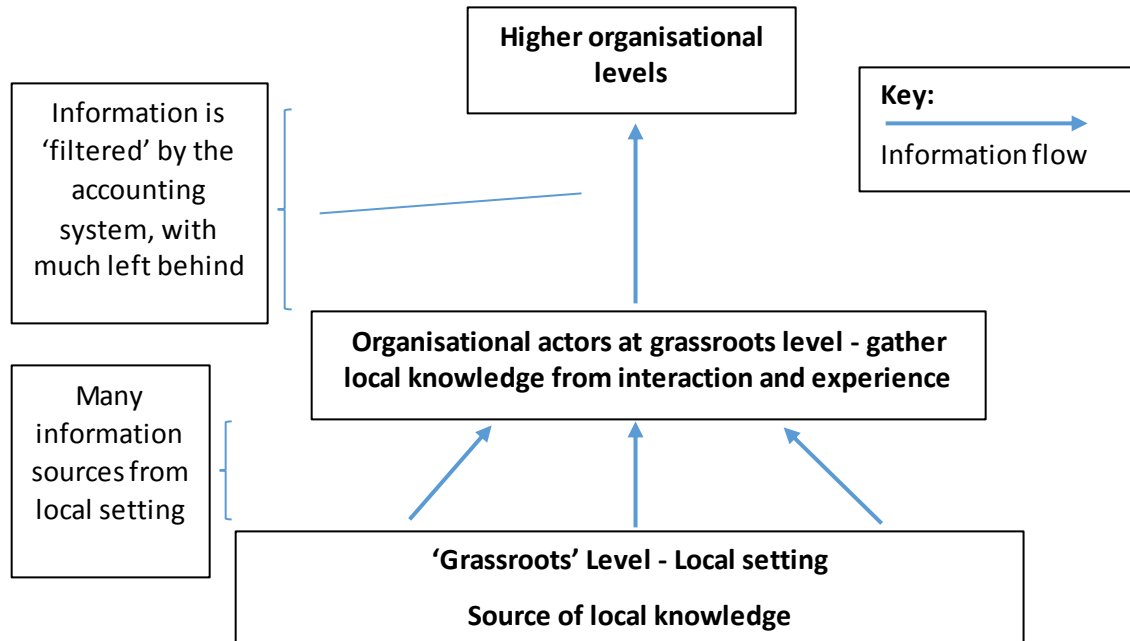 Higher organisational
levels
Key:
Information flow
Information is
‘filtered’ by the
accounting
system, with
much left behind
Organisational actors at grassroots level - gather
local knowledge from interaction and experience
Many
information
sources from
local setting
‘Grassroots’ Level - Local setting
Source of local knowledge